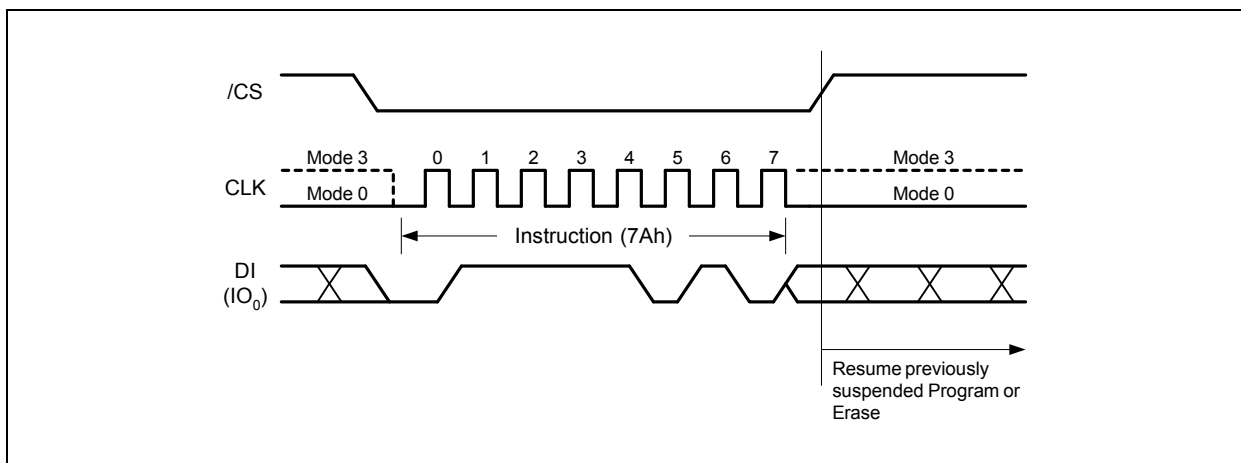 /CS
Mode 3 0 1 2 3 4 5 6 7 Mode 3
CLK
Mode 0 Mode 0
Instruction (7Ah)
DI
(IO0)
Resume previously
suspended Program or
Erase